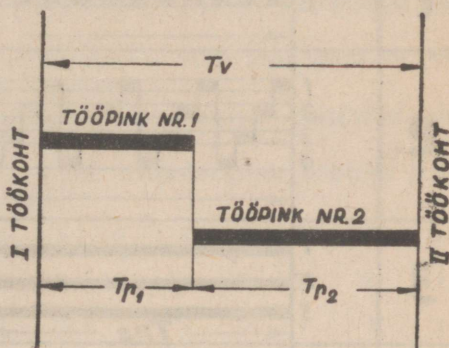 Tv
TÖÖPINK NR. 1
I TÖÖKOHT
TÖÖPINK NR. 2
II TÖÖKOHT
Tp1
Tp2